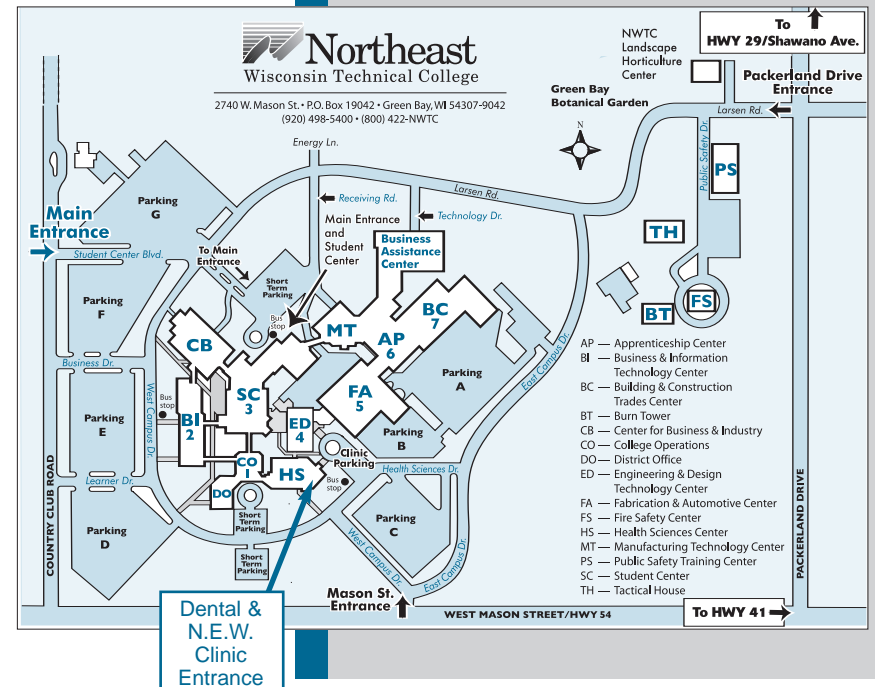 Northeast
Wisconsin Technical College
2740 W. Mason St. • P.O. Box 19042 • Green Bay, WI 54307-9042
(920) 498-5400 • (800) 422-NWTC
NWTC
Landscape
Horticulture
Center
To
HWY 29/Shawano Ave.
Packerland Drive
Entrance
Green Bay
Botanical Garden
Larsen Rd.
N
Public Safety Dr.
PS
TH
BT
FS
Energy Ln.
Receiving Rd.
Larsen Rd.
Technology Dr.
Parking
G
Main
Entrance
Student Center Blvd.
To Main
Entrance
Main Entrance
and
Student
Center
Business
Assistance
Center
Short
Term
Parking
Bus
stop
Parking
F
CB
MT
AP
6
BC
7
Business Dr.
West Campus Dr.
Bus
stop
BI
2
SC
3
FA
5
ED
4
Parking
A
Parking
B
East Campus Dr.
Parking
E
Clinic
Parking
Health Sciences Dr.
CO
1
HS
DO
Bus
stop
Learner Dr.
Short
Term
Parking
Short
Term
Parking
Parking
D
Parking
C
West Campus Dr.
East Campus Dr.
COUNTRY CLUB ROAD
PACKERLAND DRIVE
AP — Apprenticeship Center
BI — Business & Information
Technology Center
BC — Building & Construction
Trades Center
BT — Burn Tower
CB — Center for Business & Industry
CO — College Operations
DO — District Office
ED — Engineering & Design
Technology Center
FA — Fabrication & Automotive Center
FS — Fire Safety Center
HS — Health Sciences Center
MT — Manufacturing Technology Center
PS — Public Safety Training Center
SC — Student Center
TH — Tactical House
Mason St.
Entrance
WEST MASON STREET/HWY 54
To HWY 41
Dental &
N.E.W.
Clinic
Entrance